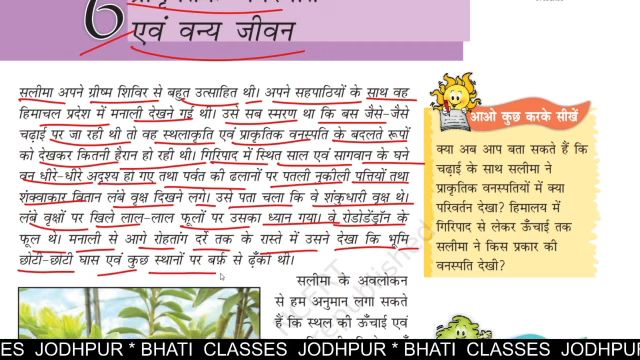 6
एवं वन्य जीवन
सलीमा अपने ग्रीष्म शिविर से बहुत उत्साहित थी। अपने सहपाठियों के साथ वह
हिमाचल प्रदेश में मनाली देखने गई थी। उसे सब स्मरण था कि बस जैसे-जैसे
चढ़ाई पर जा रही थी तो वह स्थलाकृति एवं प्राकृतिक वनस्पति के बदलते रूपों
को देखकर कितनी हैरान हो रही थी। गिरिपाद में स्थित साल एवं सागवान के घने
वन धीरे-धीरे अदृश्य हो गए तथा पर्वत की ढलानों पर पतली नुकीली पत्तियों तथा
शंक्वाकार वितान लंबे वृक्ष दिखने लगे। उसे पता चला कि वे शंकुधारी वृक्ष थे।
लंबे वृक्षों पर खिले लाल-लाल फूलों पर उसका ध्यान गया। वे रोडोडेंड्रॉन के
फूल थे। मनाली से आगे रोहतांग दर्रे तक के रास्ते में उसने देखा कि भूमि
छोटी-छोटी घास एवं कुछ स्थानों पर बर्फ़ से ढँकी थी।
सलीमा के अवलोकन
से हम अनुमान लगा सकते
हैं कि स्थल की ऊँचाई एवं
आओ कुछ करके सीखें
क्या अब आप बता सकते हैं कि
चढ़ाई के साथ सलीमा ने
प्राकृतिक वनस्पतियों में क्या
परिवर्तन देखा? हिमालय में
गिरिपाद से लेकर ऊँचाई तक
सलीमा ने किस प्रकार की
वनस्पति देखी?
ES JODHPUR * BHATI CLASSES JODHPUR * BHATI CLASSES JODHPUR